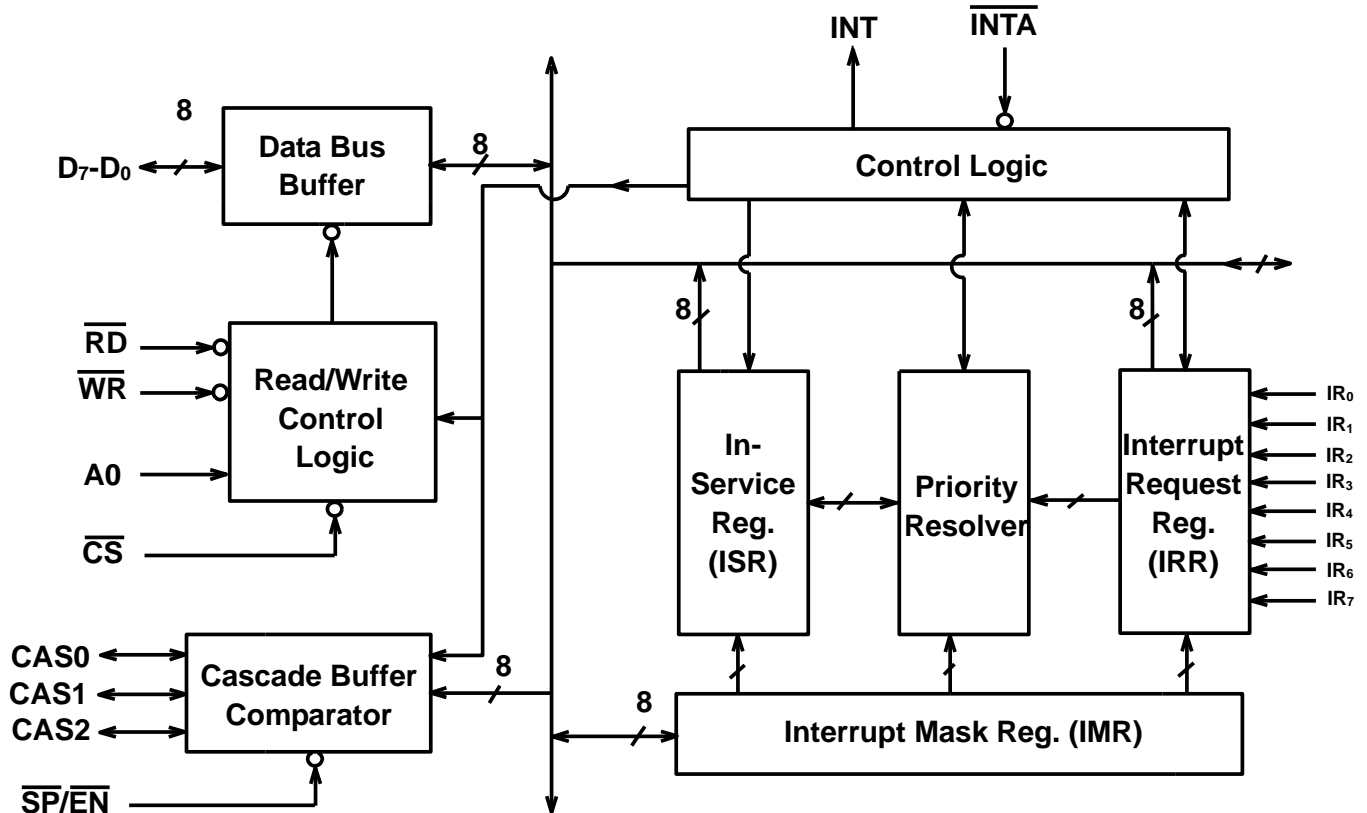 INT
INTA
8
D7-D0
Data Bus
Buffer
8
Control Logic
8
8
RD
WR
A0
CS
Read/Write
Control
Logic
In-
Service
Reg.
(ISR)
Priority
Resolver
Interrupt
Request
Reg.
(IRR)
IR0
IR1
IR2
IR3
IR4
IR5
IR6
IR7
CAS0
CAS1
CAS2
Cascade Buffer
Comparator
8
8
Interrupt Mask Reg. (IMR)
SP/EN